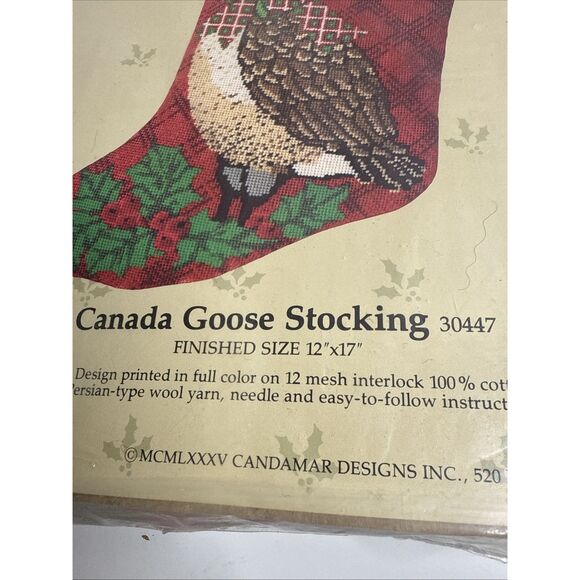 Canada Goose Stocking 30447
FINISHED SIZE 12"x17"
Design printed in full color on 12 mesh interlock 100% cott
Persian-type wool yarn, needle and easy-to-follow instruct
©MCMLXXXV CANDAMAR DESIGNS INC., 520